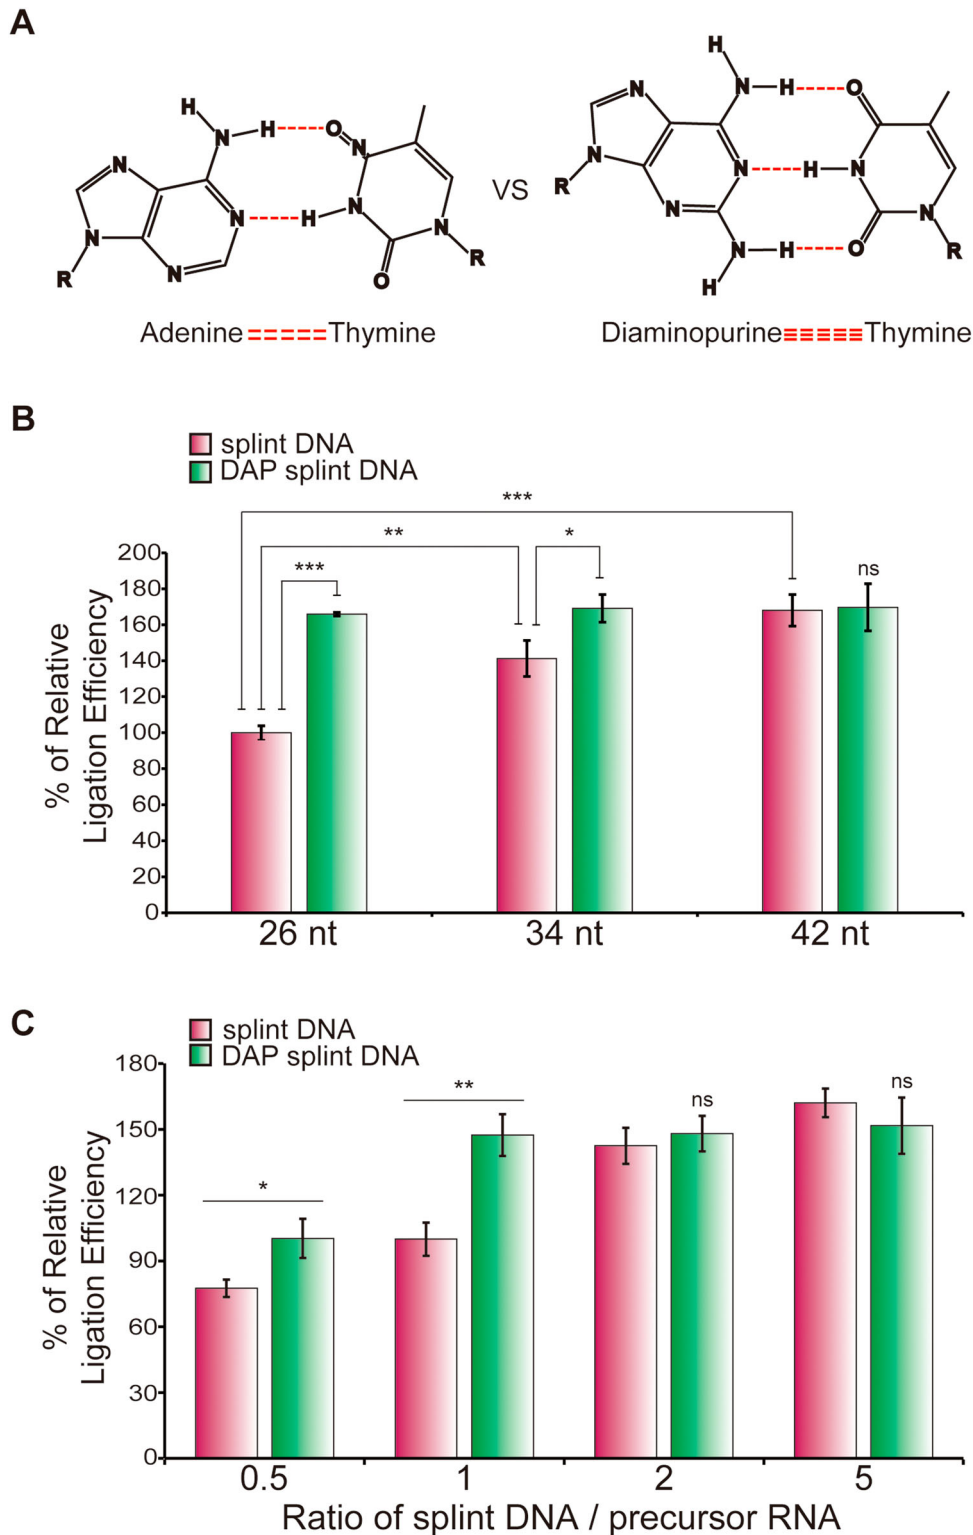 A
H
N H O
N
N
N
N
H
N
N
R
N
O
R
Adenine Thymine
VS
H
N H O
N
N
N
H
N
R
N
N
N H O
H
R
Diaminopurine Thymine
B
splint DNA
DAP splint DNA
***
**
*
***
ns
% of Relative
Ligation Efficiency
200
180
160
140
120
100
80
60
40
20
0
26 nt
34 nt
42 nt
C
splint DNA
DAP splint DNA
*
**
ns
ns
% of Relative
Ligation Efficiency
180
150
120
90
60
30
0
0.5
1
2
5
Ratio of splint DNA / precursor RNA